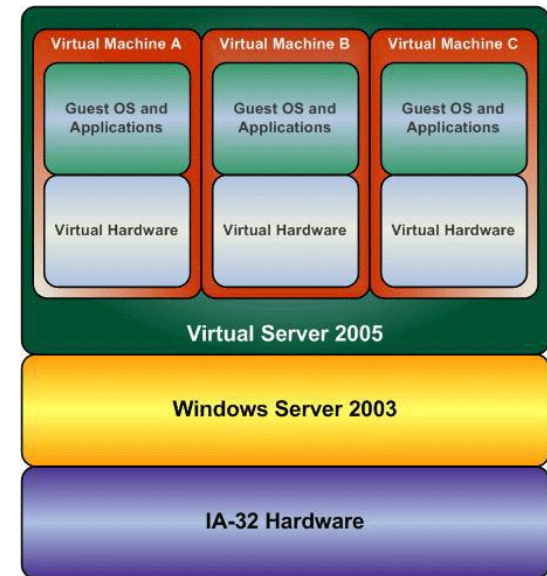 Virtual Machine A
Virtual Machine B
Virtual Machine C
Guest OS and
Applications
Guest OS and
Applications
Guest OS and
Applications
Virtual Hardware
Virtual Hardware
Virtual Hardware
Virtual Server 2005
Windows Server 2003
IA-32 Hardware